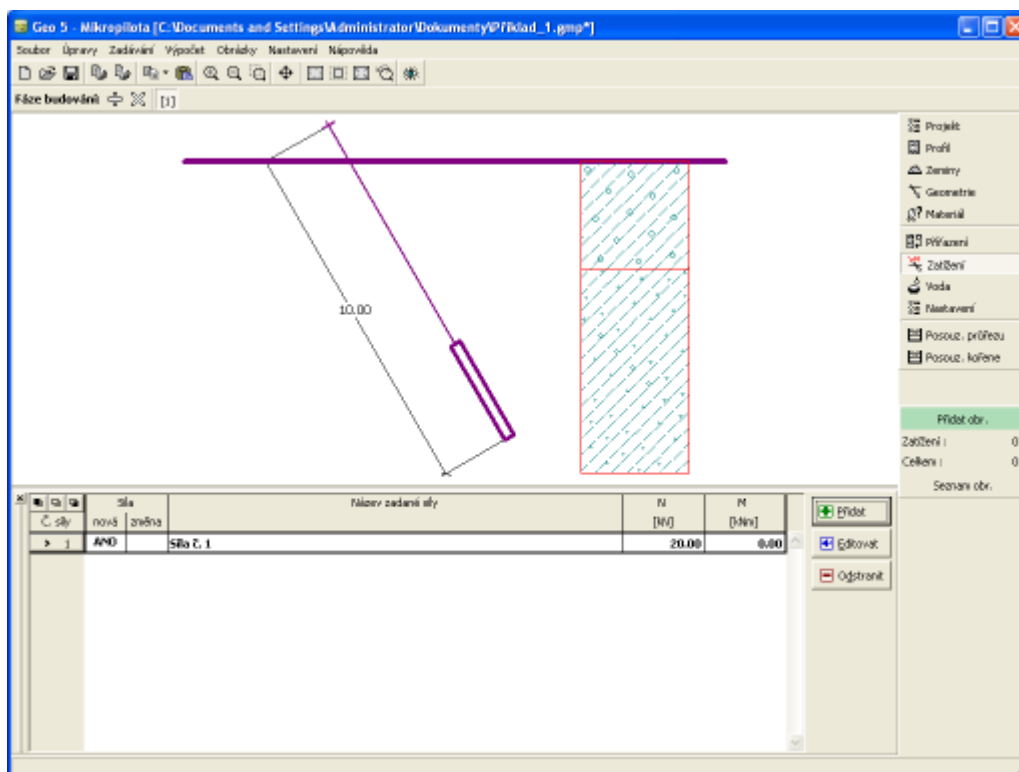 Geo 5 - Mikropilota [C:\Documents and Settings\Administrator\Dokumenty\Příklad_1.gmp*]
Soubor Úpravy Zadávání Výpočet Obrázky Nastavení Nápověda
Fáze budování [1]
10.00
Projekt
Profil
Zeminy
Geometrie
Materiál
Přiřazení
Zatížení
Voda
Nastavení
Posouz. průřezu
Posouz. kořene
Přidat obr.
Zatížení : 0
Celkem : 0
Seznam obr.
Síla Název zadané síly N M
Č. síly nová změna [kN] [kNm]
> 1 ANO Síla č. 1 20.00 0.00
Přidat
Editovat
Odstranit